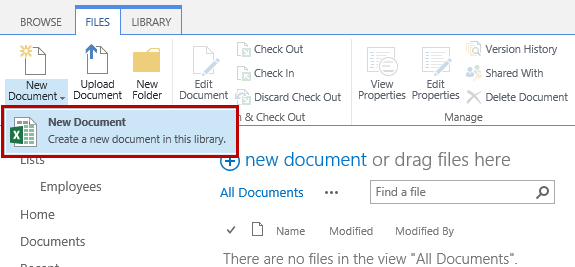 BROWSE FILES LIBRARY
New Document
Upload Document
New Folder
Edit Document
Check Out
Check In
Discard Check Out
View Properties
Edit Properties
Version History
Shared With
Delete Document
& Check Out
Manage
New Document
Create a new document in this library.
Lists
Employees
Home
Documents
new document or drag files here
All Documents ••• Find a file
Name Modified Modified By
There are no files in the view "All Documents".